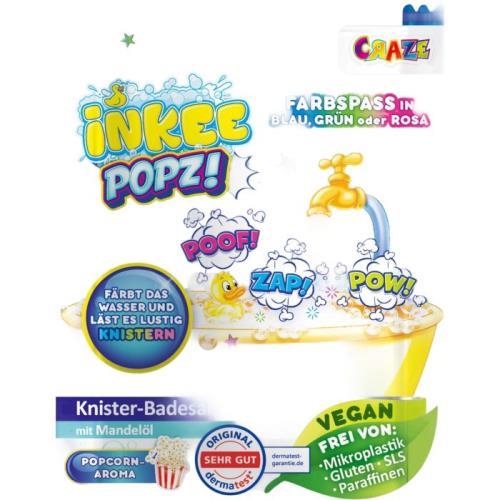 CRAZE
iNKEE
POPZ!
FARBSPASS IN
BLAU, GRÜN oder ROSA
POOF!
ZAP!
POW!
FÄRBT DAS
WASSER UND
LÄST ES LUSTIG
KNISTERN
Knister-Badesal
mit Mandelöl
POPCORN-
AROMA
ORIGINAL
SEHR GUT
dermatest®
dermatest-
garantie.de
VEGAN
FREI VON:
·Mikroplastik
·Gluten ·SLS
·Paraffinen